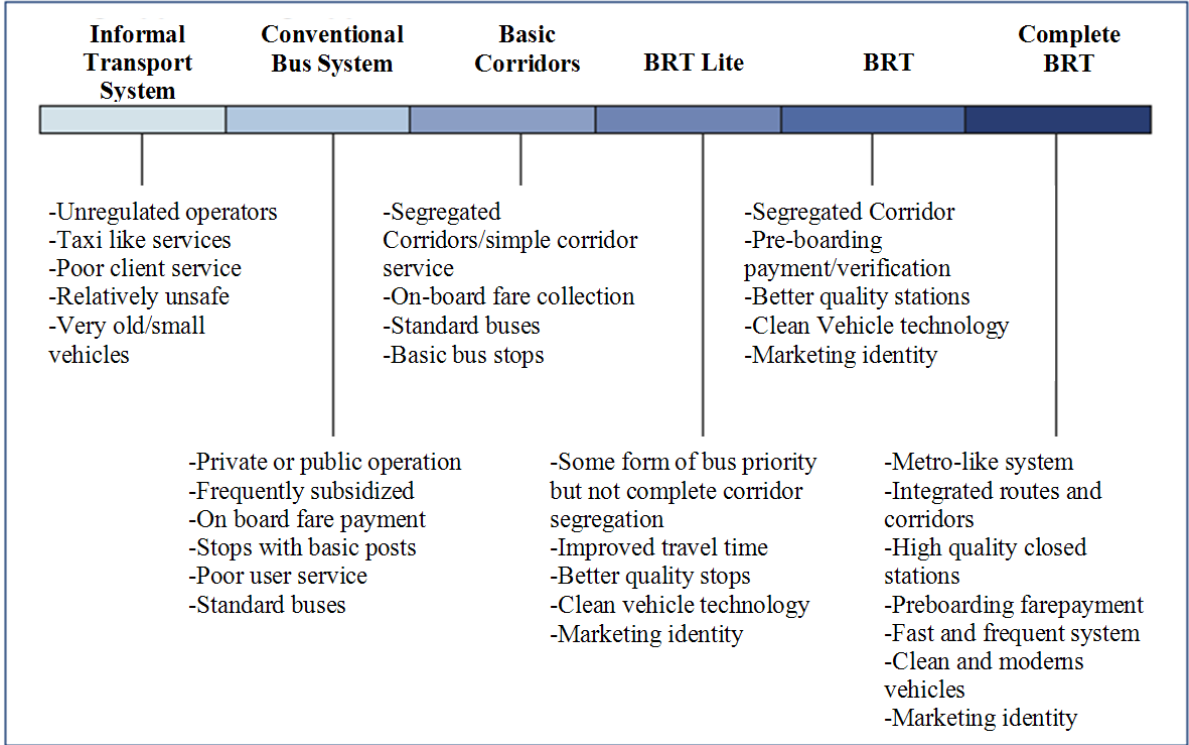 Informal
Transport
System
Conventional
Bus System
Basic
Corridors
BRT Lite
BRT
Complete
BRT
-Unregulated operators
-Taxi like services
-Poor client service
-Relatively unsafe
-Very old/small
vehicles
-Segregated
Corridors/simple corridor
service
-On-board fare collection
-Standard buses
-Basic bus stops
-Segregated Corridor
-Pre-boarding
payment/verification
-Better quality stations
-Clean Vehicle technology
-Marketing identity
-Private or public operation
-Frequently subsidized
-On board fare payment
-Stops with basic posts
-Poor user service
-Standard buses
-Some form of bus priority
but not complete corridor
segregation
-Improved travel time
-Better quality stops
-Clean vehicle technology
-Marketing identity
-Metro-like system
-Integrated routes and
corridors
-High quality closed
stations
-Preboarding farepayment
-Fast and frequent system
-Clean and moderns
vehicles
-Marketing identity